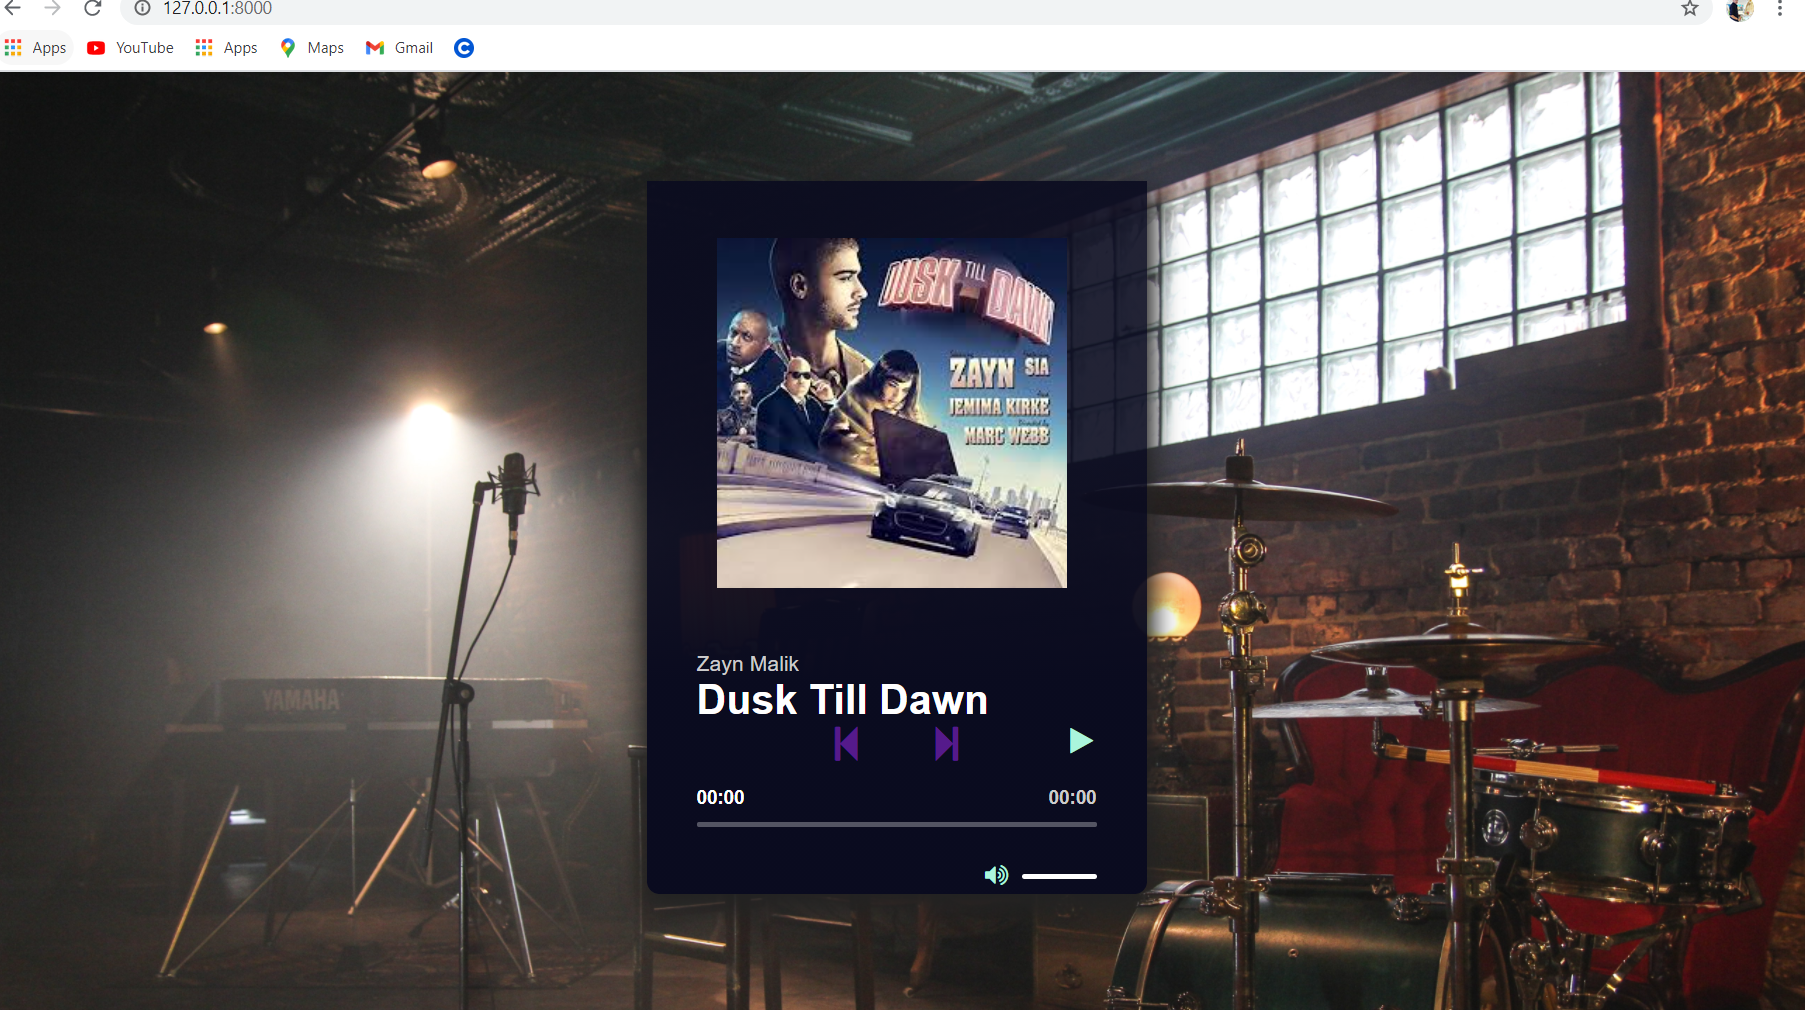 127.0.0.1:8000
Apps YouTube Apps Maps Gmail
DUSK TILL DAWN
ZAYN SIA
JEMIMA KIRKE
MARC WEBB
YAMAHA
Zayn Malik
Dusk Till Dawn
00:00 00:00